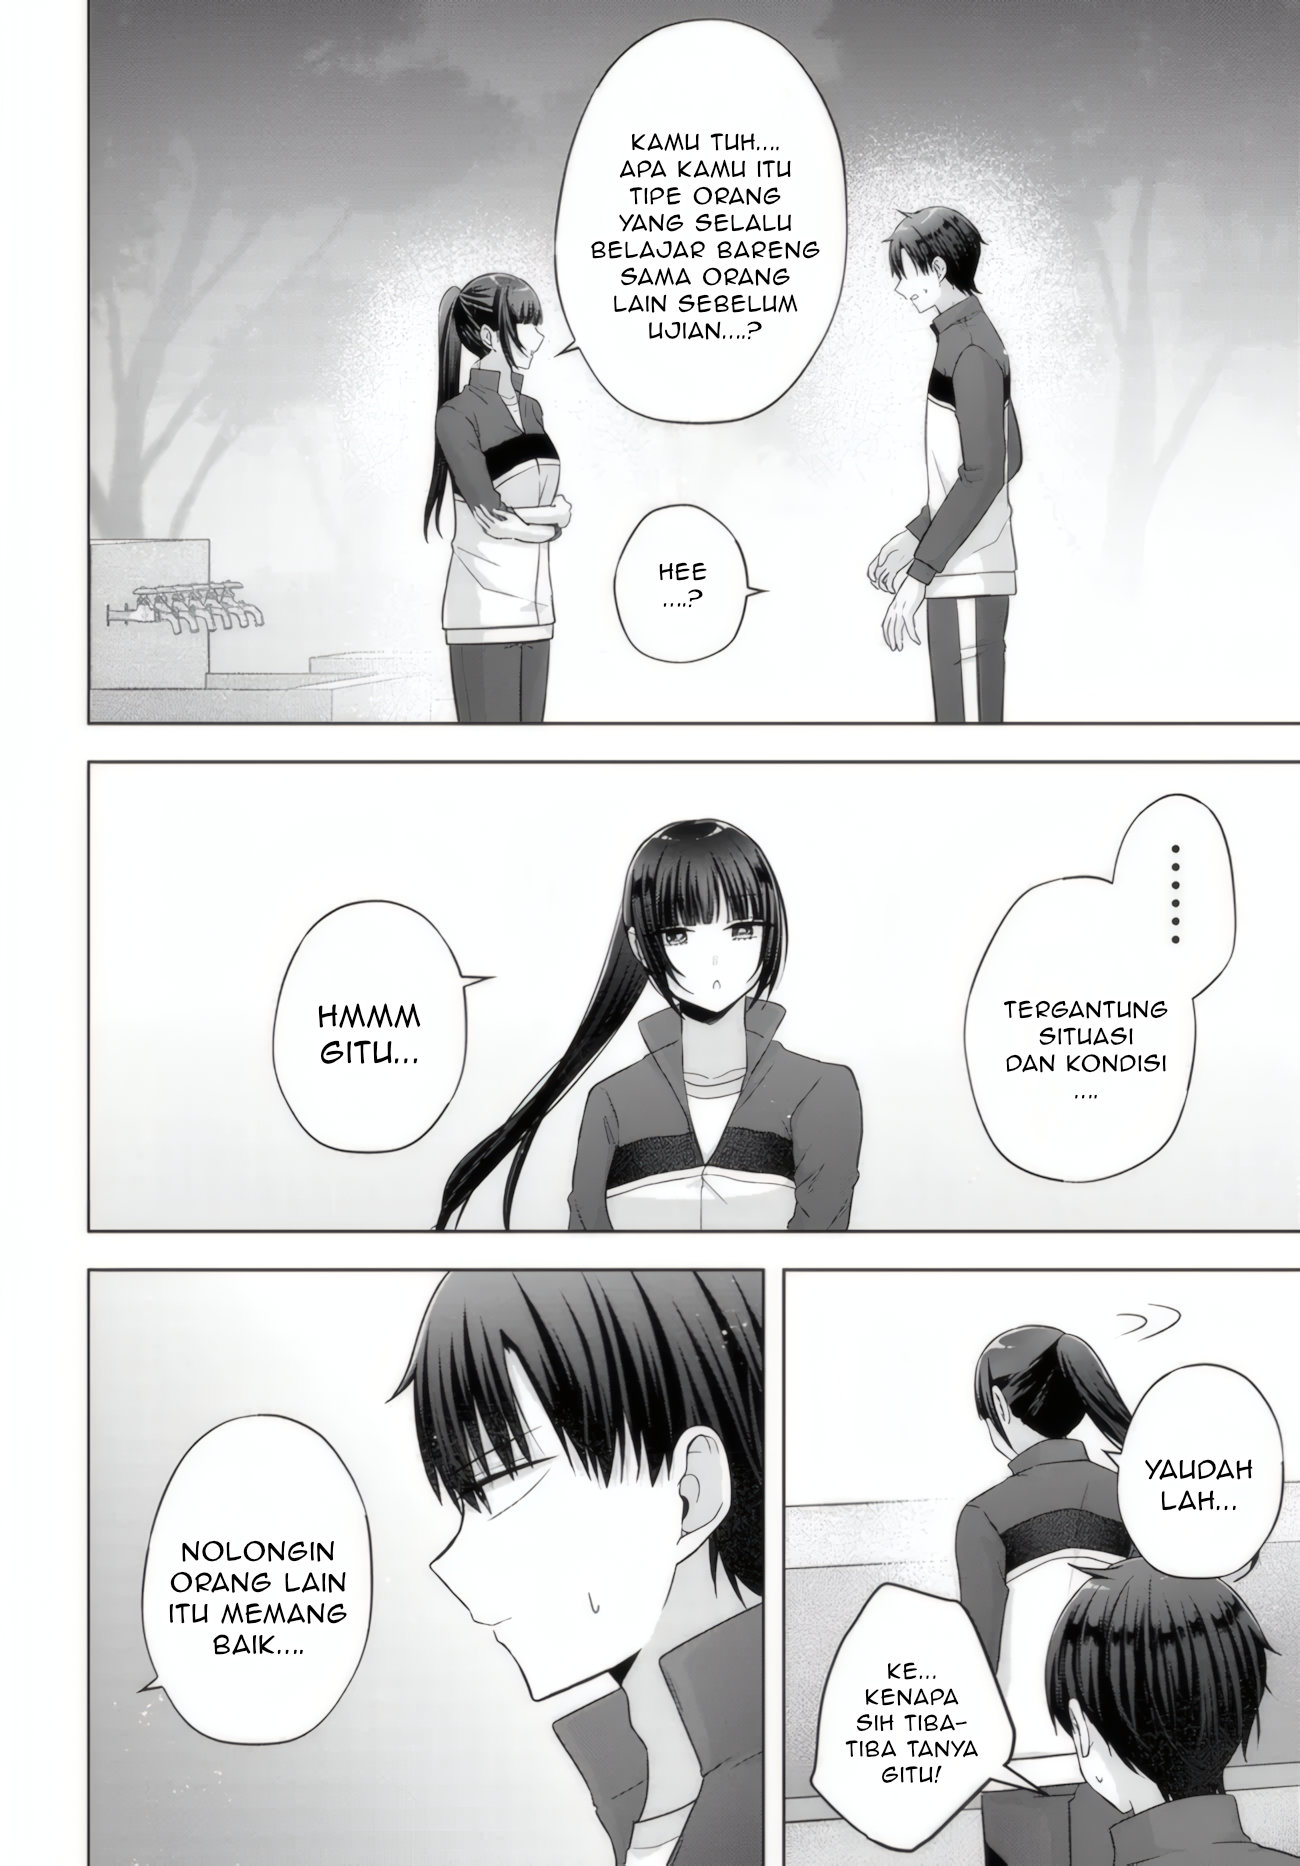 KAMU TUH....
APA KAMU ITU
TIPE ORANG
YANG SELALU
BELAJAR BARENG
SAMA ORANG
LAIN SEBELUM
UJIAN....?
HEE
....?
.......
TERGANTUNG
SITUASI
DAN KONDISI
....
HMMM
GITU...
YAUDAH
LAH...
KE...
KENAPA
SIH TIBA-
TIBA TANYA
GITU!
NOLONGIN
ORANG LAIN
ITU MEMANG
BAIK....